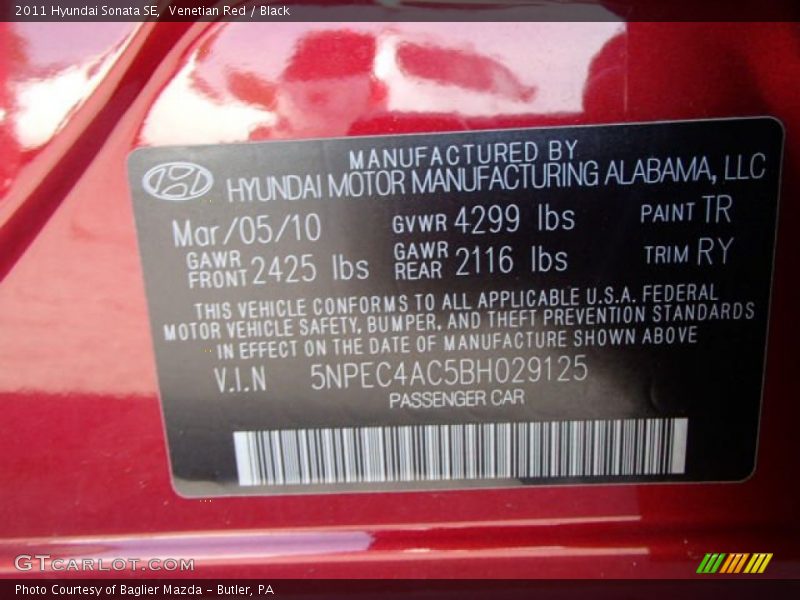 2011 Hyundai Sonata SE, Venetian Red / Black
MANUFACTURED BY
HYUNDAI MOTOR MANUFACTURING ALABAMA, LLC
Mar/05/10 GVWR 4299 lbs PAINT TR
GAWR FRONT 2425 lbs GAWR REAR 2116 lbs TRIM RY
THIS VEHICLE CONFORMS TO ALL APPLICABLE U.S.A. FEDERAL
MOTOR VEHICLE SAFETY, BUMPER, AND THEFT PREVENTION STANDARDS
IN EFFECT ON THE DATE OF MANUFACTURE SHOWN ABOVE
V.I.N 5NPEC4AC5BH029125
PASSENGER CAR
GTCARLOT.COM
Photo Courtesy of Baglier Mazda - Butler, PA